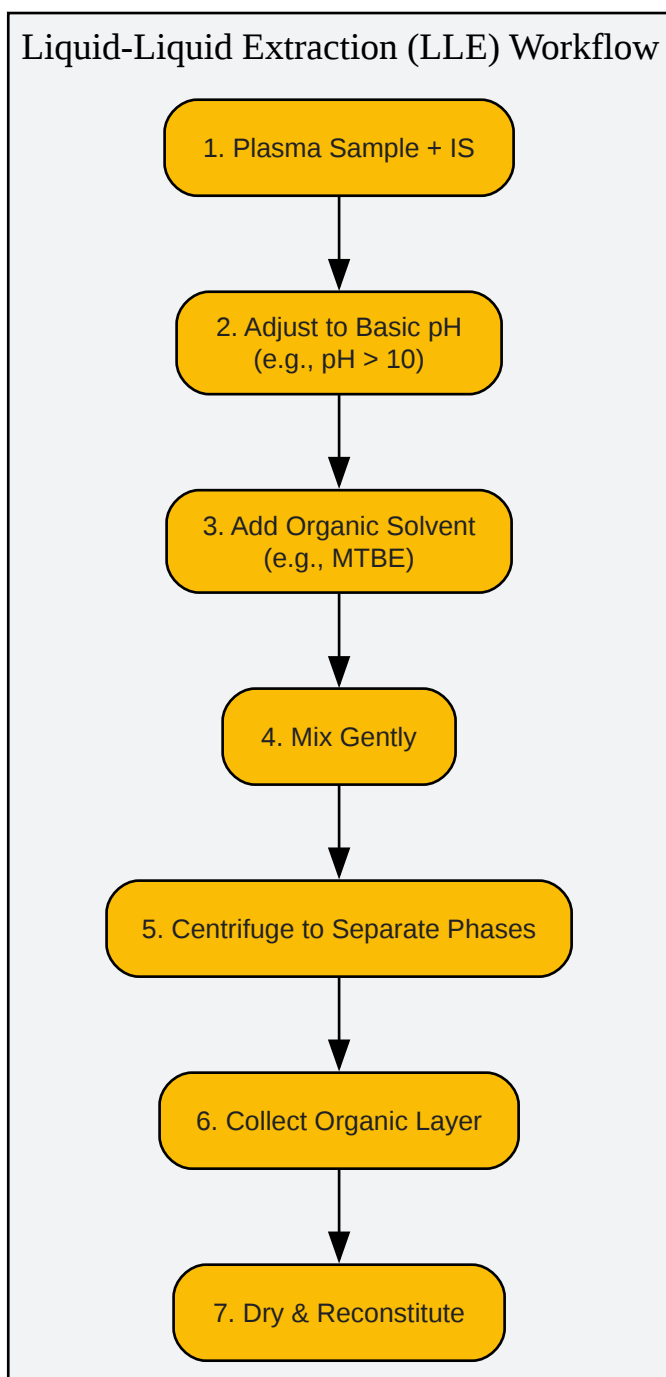 Liquid-Liquid Extraction (LLE) Workflow
1. Plasma Sample + IS
2. Adjust to Basic pH
(e.g., pH > 10)
3. Add Organic Solvent
(e.g., MTBE)
4. Mix Gently
5. Centrifuge to Separate Phases
6. Collect Organic Layer
7. Dry & Reconstitute